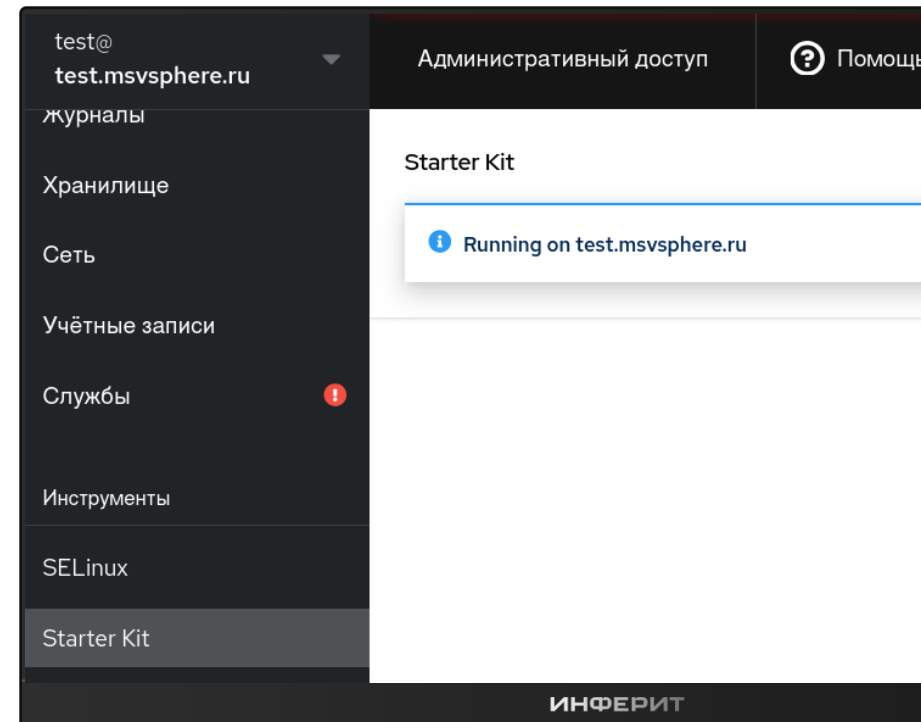 test@
test.msvsphere.ru
Административный доступ
Помощь
Журналы
Хранилище
Сеть
Учётные записи
Службы
Инструменты
SELinux
Starter Kit
Starter Kit
Running on test.msvsphere.ru
ИНФЕРИТ